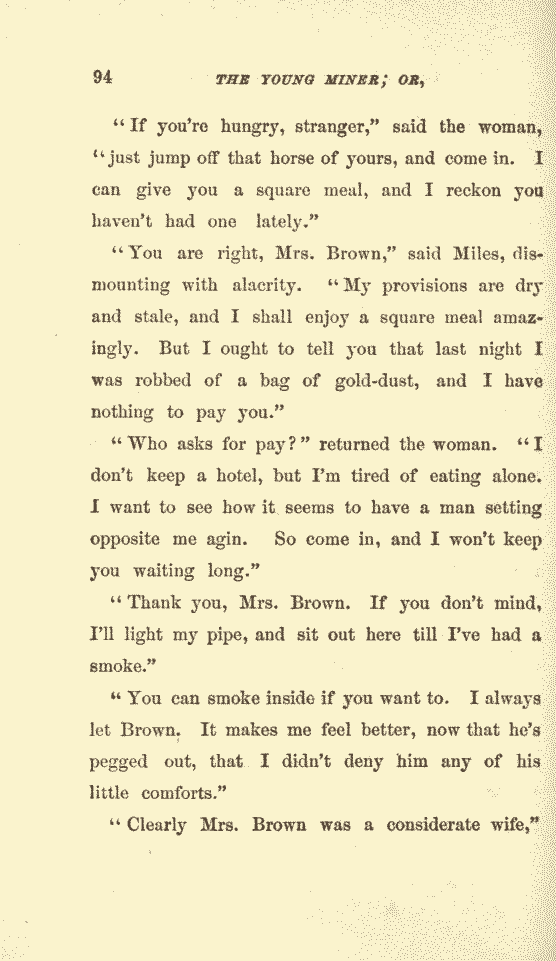 94 THE YOUNG MINER; OR,
“If you're hungry, stranger,” said the woman,
“just jump off that horse of yours, and come in. I
can give you a square meal, and I reckon you
haven't had one lately.”
“You are right, Mrs. Brown,” said Miles, dis-
mounting with alacrity. “My provisions are dry
and stale, and I shall enjoy a square meal amaz-
ingly. But I ought to tell you that last night I
was robbed of a bag of gold-dust, and I have
nothing to pay you.”
“Who asks for pay?” returned the woman. “I
don't keep a hotel, but I'm tired of eating alone.
I want to see how it seems to have a man setting
opposite me agin. So come in, and I won't keep
you waiting long.”
“Thank you, Mrs. Brown. If you don't mind,
I'll light my pipe, and sit out here till I've had a
smoke.”
“You can smoke inside if you want to. I always
let Brown. It makes me feel better, now that he's
pegged out, that I didn't deny him any of his
little comforts.”
“Clearly Mrs. Brown was a considerate wife,”